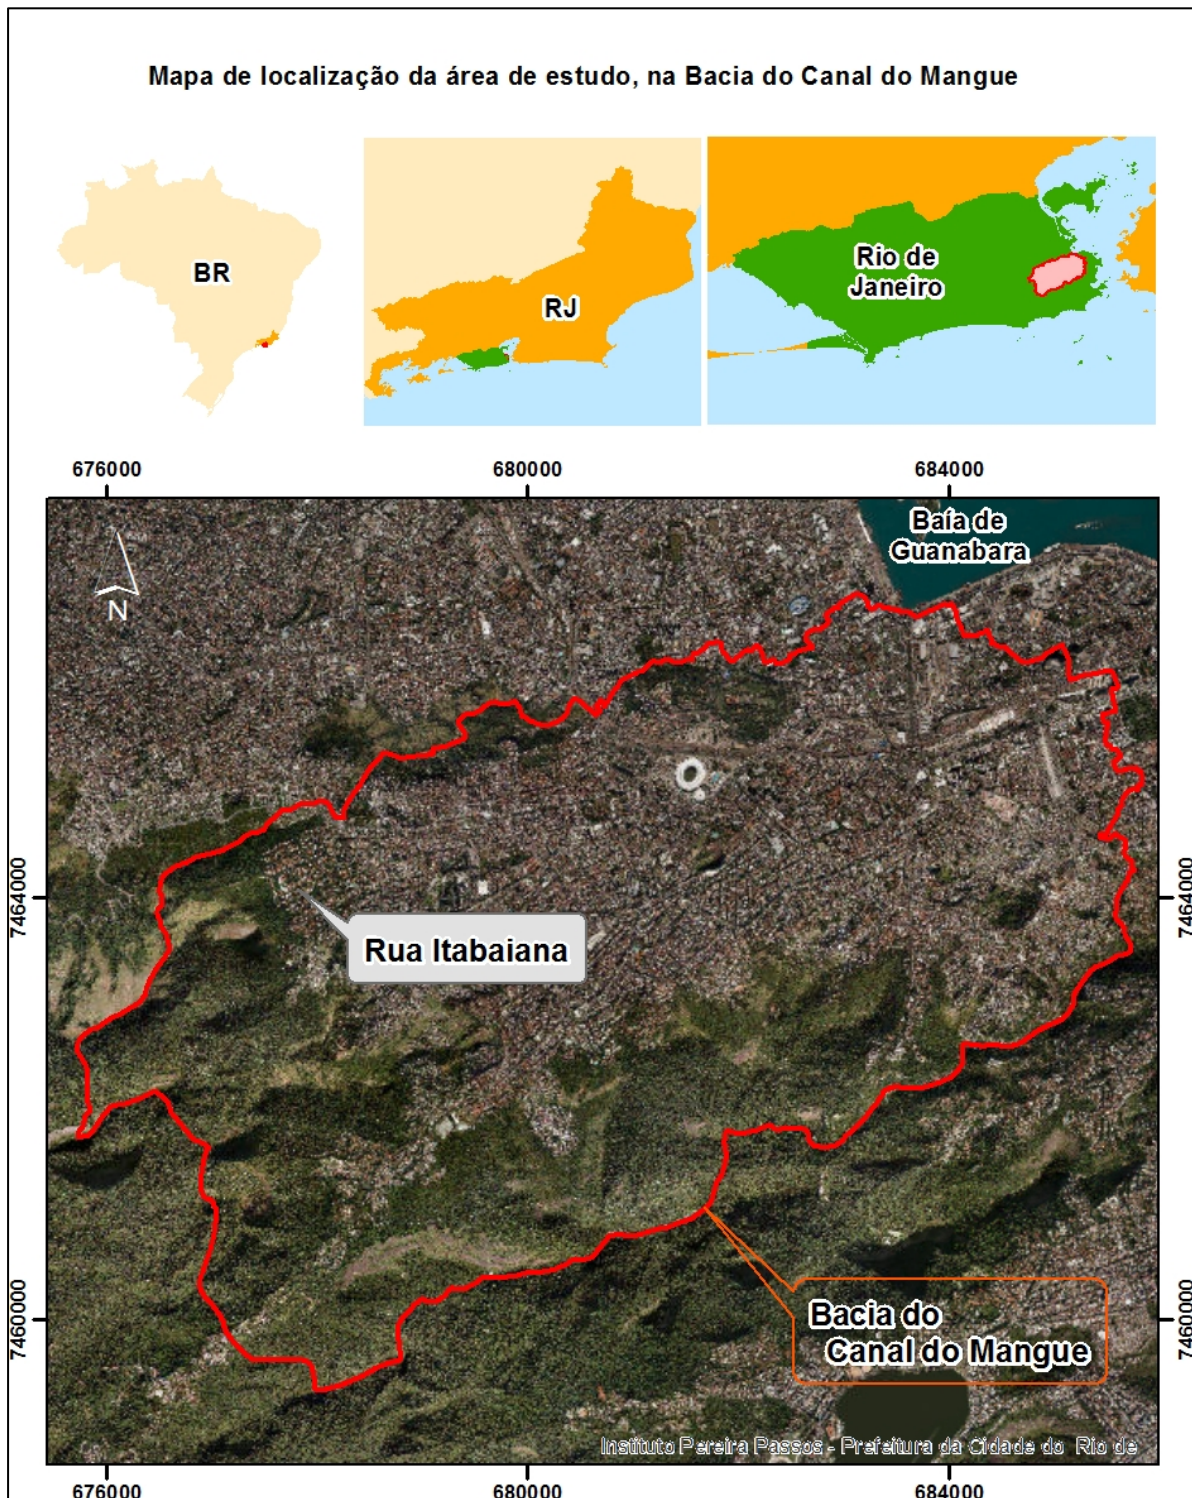 Mapa de localização da área de estudo, na Bacia do Canal do Mangue
BR
RJ
Rio de
Janeiro
676000
680000
684000
Baía de
Guanabara
N
7464000
7464000
Rua Itabaiana
7460000
7460000
Bacia do
Canal do Mangue
Instituto Pereira Passos - Prefeitura da Cidade do Rio de
676000
680000
684000